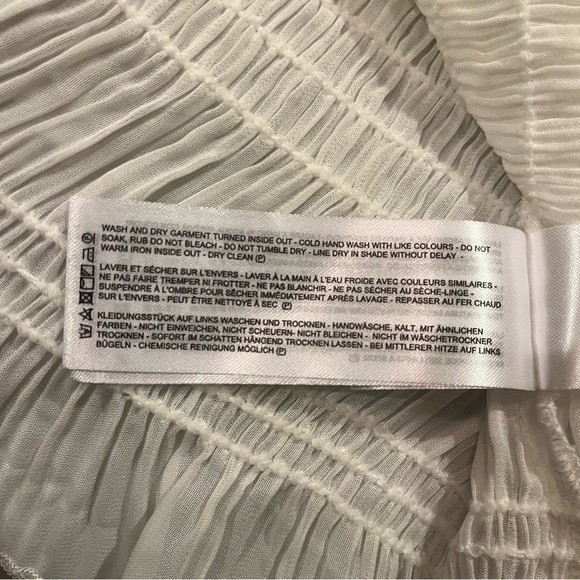 WASH AND DRY GARMENT TURNED INSIDE OUT - COLD HAND WASH WITH LIKE COLOURS - DO NOT
SOAK, RUB DO NOT BLEACH - DO NOT TUMBLE DRY - LINE DRY IN SHADE WITHOUT DELAY -
WARM IRON INSIDE OUT - DRY CLEAN Ⓟ
LAVER ET SÉCHER SUR L'ENVERS - LAVER À LA MAIN À L'EAU FROIDE AVEC COULEURS SIMILAIRES -
NE PAS FAIRE TREMPER NI FROTTER - NE PAS BLANCHIR - NE PAS SÉCHER AU SÈCHE-LINGE -
SUSPENDRE À L'OMBRE POUR SÉCHER IMMÉDIATEMENT APRÈS LAVAGE - REPASSER AU FER CHAUD
SUR L'ENVERS - PEUT ÊTRE NETTOYÉ À SEC Ⓟ
KLEIDUNGSSTÜCK AUF LINKS WASCHEN UND TROCKNEN - HANDWÄSCHE, KALT, MIT ÄHNLICHEN
FARBEN - NICHT EINWEICHEN, NICHT SCHEUERN- NICHT BLEICHEN - NICHT IM WÄSCHETROCKNER
TROCKNEN - SOFORT IM SCHATTEN HÄNGEND TROCKNEN LASSEN - BEI MITTLERER HITZE AUF LINKS
BÜGELN - CHEMISCHE REINIGUNG MÖGLICH Ⓟ